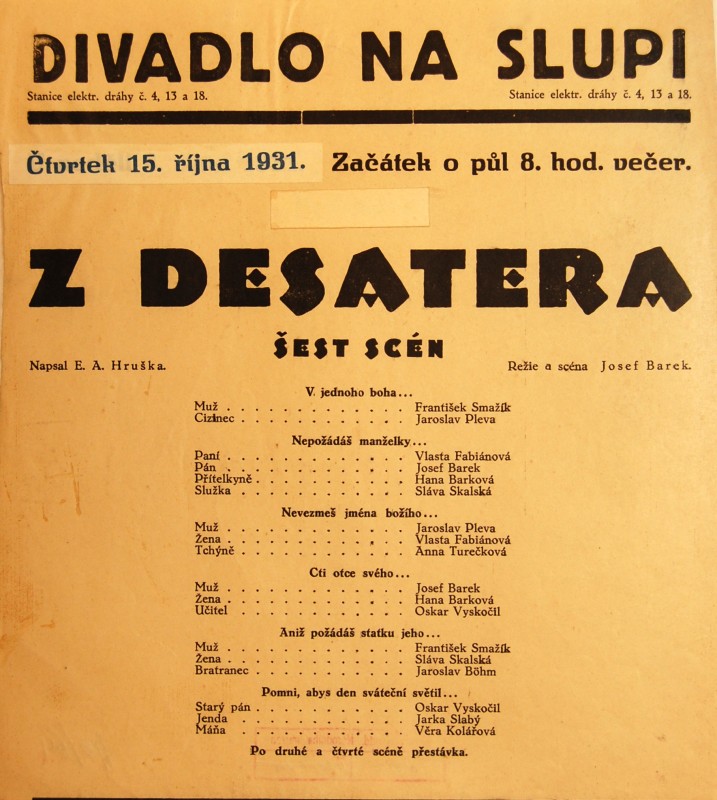 DIVADLO NA SLUPI
Stanice elektr. dráhy č. 4, 13 a 18. Stanice elektr. dráhy č. 4, 13 a 18.
Čtvrtek 15. října 1931. Začátek o půl 8. hod. večer.
Z DESATERA
ŠEST SCÉN
Napsal E. A. Hruška. Režie a scéna Josef Barek.
V jednoho boha...
Muž . . . . . . . . . . . . . František Smažík
Cizinec . . . . . . . . . . . . Jaroslav Pleva
Nepožádáš manželky...
Paní . . . . . . . . . . . . . Vlasta Fabiánová
Pán . . . . . . . . . . . . . Josef Barek
Přítelkyně . . . . . . . . . . . Hana Barková
Služka . . . . . . . . . . . . Sláva Skalská
Nevezmeš jména božího...
Muž . . . . . . . . . . . . . Jaroslav Pleva
Žena . . . . . . . . . . . . . Vlasta Fabiánová
Tchýně . . . . . . . . . . . . Anna Turečková
Cti otce svého...
Muž . . . . . . . . . . . . . Josef Barek
Žena . . . . . . . . . . . . . Hana Barková
Učitel . . . . . . . . . . . . Oskar Vyskočil
Aniž požádáš statku jeho...
Muž . . . . . . . . . . . . . František Smažík
Žena . . . . . . . . . . . . . Sláva Skalská
Bratranec . . . . . . . . . . . Jaroslav Böhm
Pomni, abys den sváteční světil...
Starý pán . . . . . . . . . . . Oskar Vyskočil
Jenda . . . . . . . . . . . . Jarka Slabý
Máňa . . . . . . . . . . . . Věra Kolářová
Po druhé a čtvrté scéně přestávka.